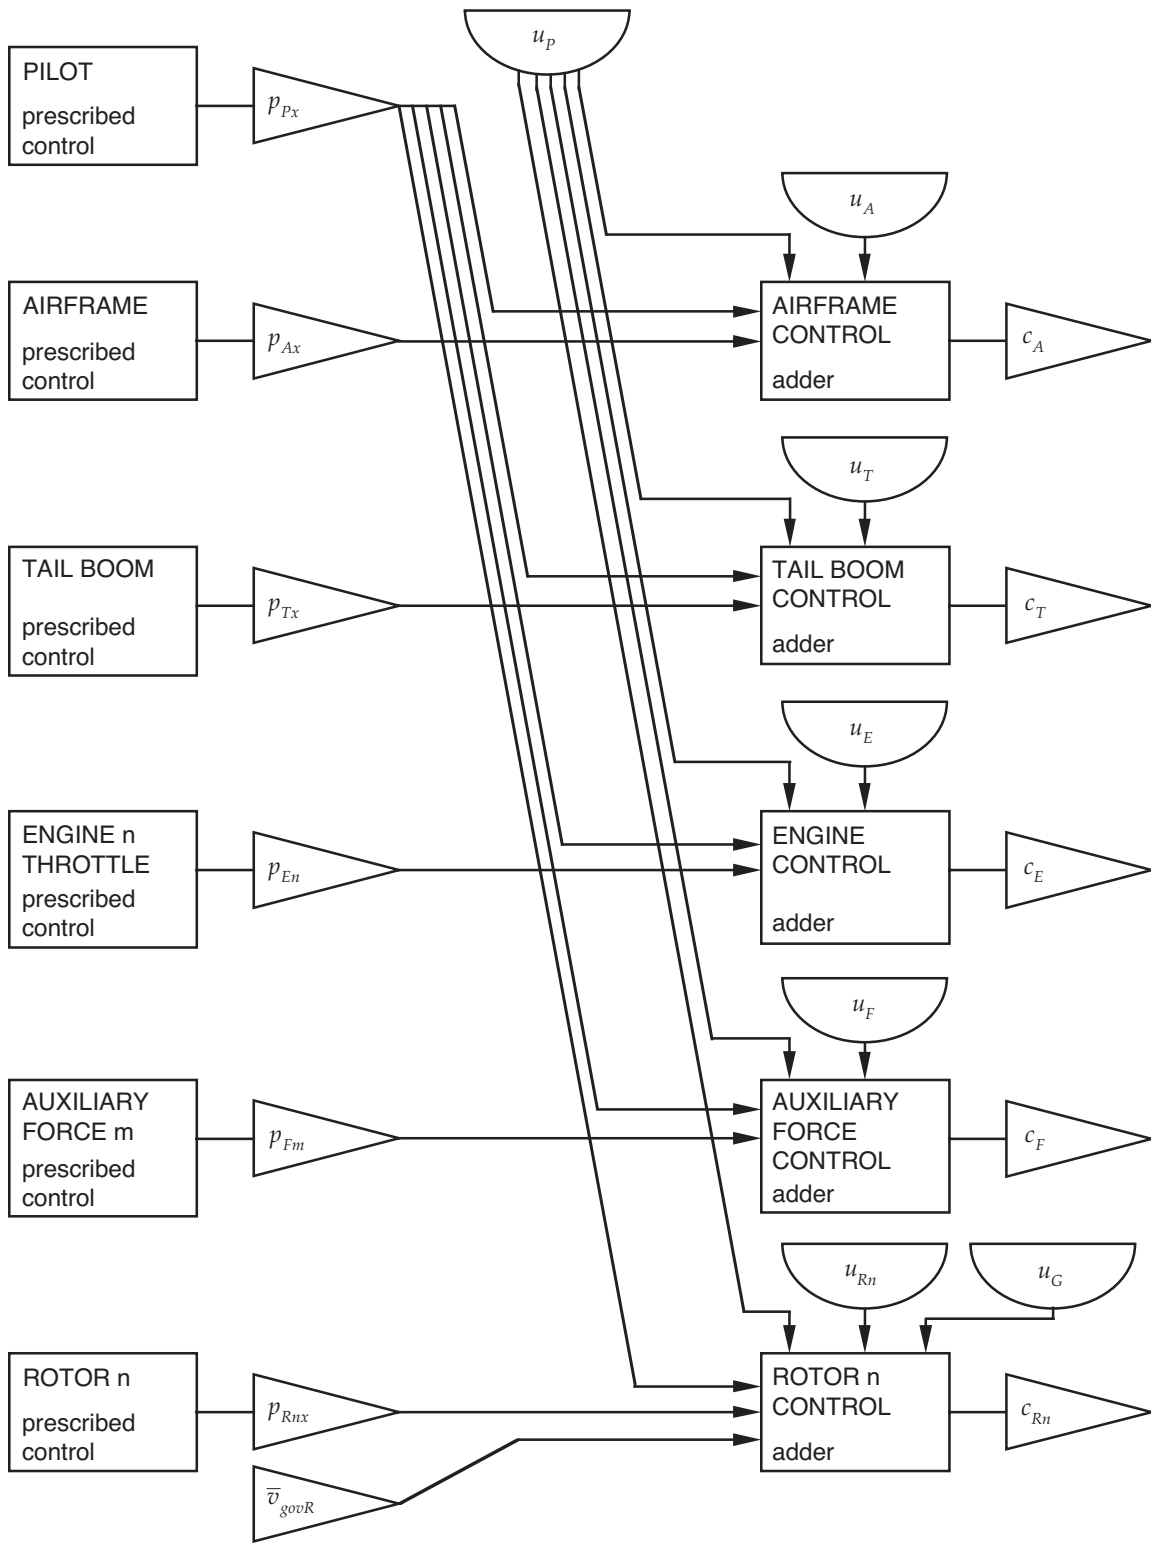 PILOT
prescribed
control
p_Px
u_P
u_A
AIRFRAME
prescribed
control
p_Ax
AIRFRAME
CONTROL
adder
c_A
u_T
TAIL BOOM
prescribed
control
p_Tx
TAIL BOOM
CONTROL
adder
c_T
u_E
ENGINE n
THROTTLE
prescribed
control
p_En
ENGINE
CONTROL
adder
c_E
u_F
AUXILIARY
FORCE m
prescribed
control
p_Fm
AUXILIARY
FORCE
CONTROL
adder
c_F
u_Rn
u_G
ROTOR n
prescribed
control
p_Rnx
ROTOR n
CONTROL
adder
c_Rn
v̅_govR